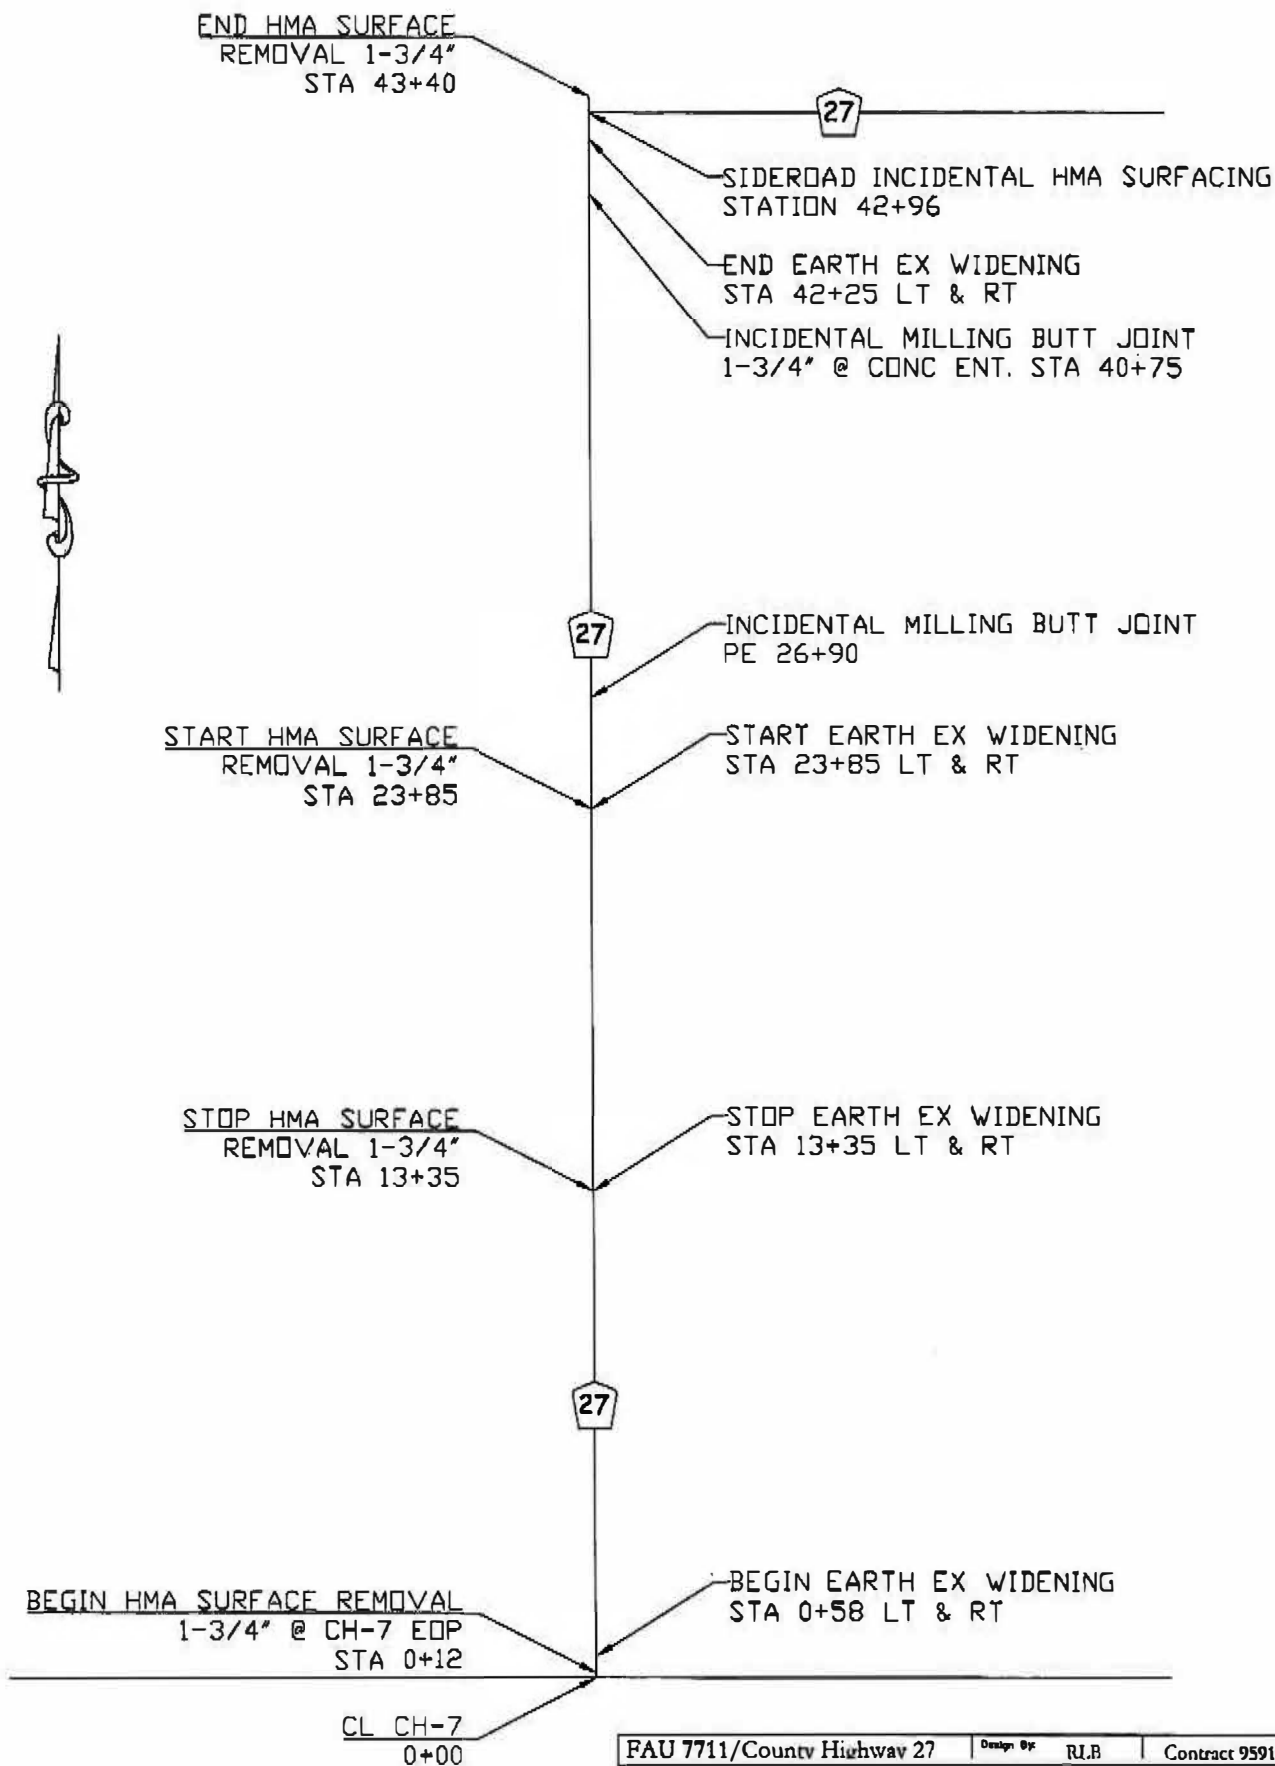 END HMA SURFACE
REMOVAL 1-3/4"
STA 43+40
27
SIDEROAD INCIDENTAL HMA SURFACING
STATION 42+96
END EARTH EX WIDENING
STA 42+25 LT & RT
INCIDENTAL MILLING BUTT JOINT
1-3/4" @ CONC ENT. STA 40+75
27
INCIDENTAL MILLING BUTT JOINT
PE 26+90
START HMA SURFACE
REMOVAL 1-3/4"
STA 23+85
START EARTH EX WIDENING
STA 23+85 LT & RT
STOP HMA SURFACE
REMOVAL 1-3/4"
STA 13+35
STOP EARTH EX WIDENING
STA 13+35 LT & RT
27
BEGIN HMA SURFACE REMOVAL
1-3/4" @ CH-7 EOP
STA 0+12
BEGIN EARTH EX WIDENING
STA 0+58 LT & RT
CL CH-7
0+00
FAU 7711/County Highway 27
Design By: RLB
Contract 9591